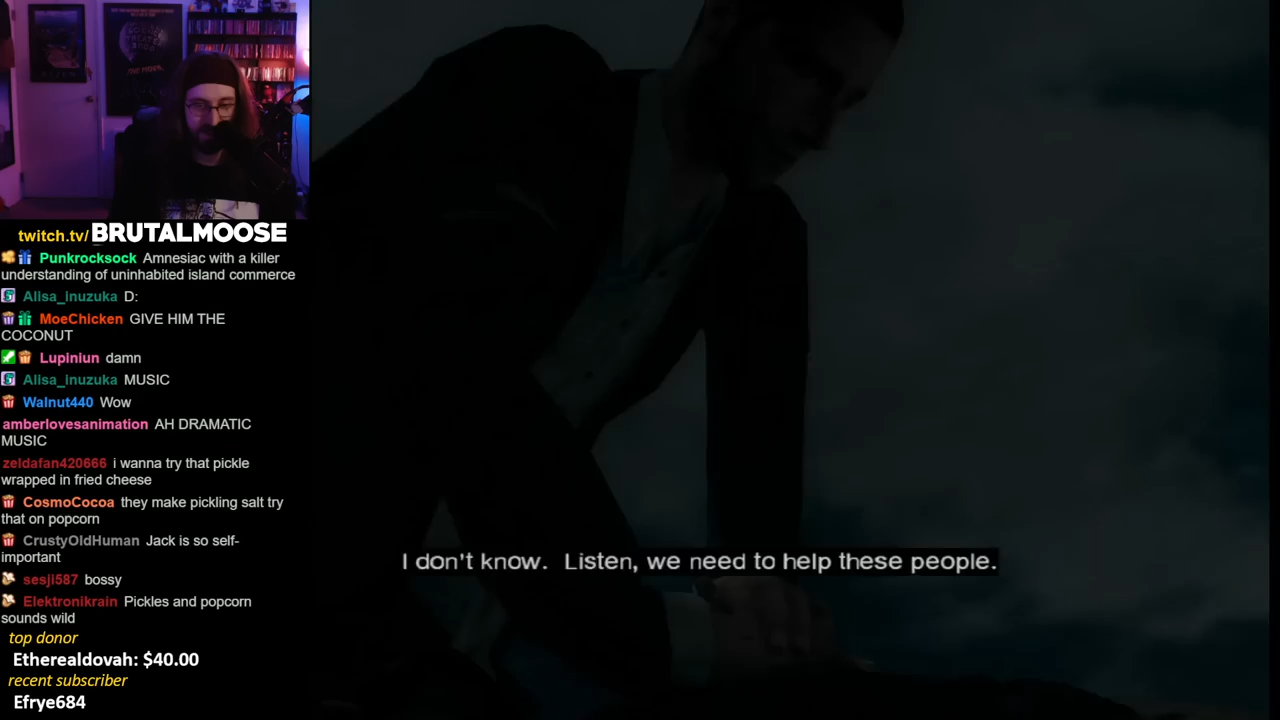 twitch.tv/BRUTALMOOSE
Punkrocksock Amnesiac with a killer
understanding of uninhabited island commerce
Alisa_inuzuka D:
MoeChicken GIVE HIM THE
COCONUT
Lupiniun damn
Alisa_inuzuka MUSIC
Walnut440 Wow
amberlovesanimation AH DRAMATIC
MUSIC
zeldafan420666 i wanna try that pickle
wrapped in fried cheese
CosmoCocoa they make pickling salt try
that on popcorn
CrustyOldHuman Jack is so self-
important
sesji587 bossy
Elektronikrain Pickles and popcorn
sounds wild
top donor
Etherealdovah: $40.00
recent subscriber
Efrye684
I don't know.  Listen, we need to help these people.